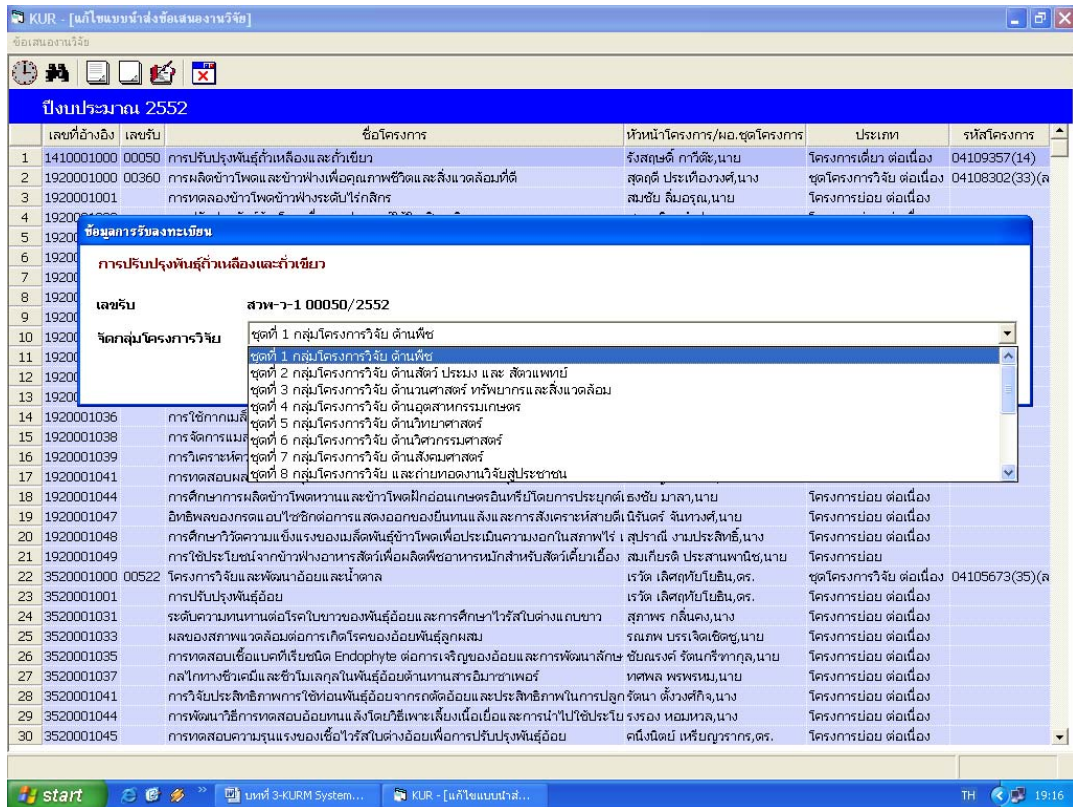 KUR - [แก้ไขแบบนำส่งข้อเสนองานวิจัย]
ข้อเสนองานวิจัย
ปีงบประมาณ 2552
เลขที่อ้างอิง เลขรับ ชื่อโครงการ หัวหน้าโครงการ/ผอ.ชุดโครงการ ประเภท รหัสโครงการ
1 1410001000 00050 การปรับปรุงพันธุ์ถั่วเหลืองและถั่วเขียว รังสฤษดิ์ กาวีต๊ะ,นาย โครงการเดี่ยว ต่อเนื่อง 04109357(14)
2 1920001000 00360 การผลิตข้าวโพดและข้าวฟ่างเพื่อคุณภาพชีวิตและสิ่งแวดล้อมที่ดี สุดฤดี ประเทืองวงศ์,นาง ชุดโครงการวิจัย ต่อเนื่อง 04108302(33)(ล
3 1920001001 การทดลองข้าวโพดข้าวฟ่างระดับไร่กสิกร สมชัย ลิ่มอรุณ,นาย โครงการย่อย ต่อเนื่อง
4
5 1920
6 1920
7 1920
8 1920
9 1920
10 1920
11 1920
12 1920
13 1920
ข้อมูลการรับลงทะเบียน
การปรับปรุงพันธุ์ถั่วเหลืองและถั่วเขียว
เลขรับ สวพ-ว-1 00050/2552
จัดกลุ่มโครงการวิจัย ชุดที่ 1 กลุ่มโครงการวิจัย ด้านพืช
ชุดที่ 1 กลุ่มโครงการวิจัย ด้านพืช
ชุดที่ 2 กลุ่มโครงการวิจัย ด้านสัตว์ ประมง และ สัตวแพทย์
ชุดที่ 3 กลุ่มโครงการวิจัย ด้านวนศาสตร์ ทรัพยากรและสิ่งแวดล้อม
ชุดที่ 4 กลุ่มโครงการวิจัย ด้านอุตสาหกรรมเกษตร
ชุดที่ 5 กลุ่มโครงการวิจัย ด้านวิทยาศาสตร์
ชุดที่ 6 กลุ่มโครงการวิจัย ด้านวิศวกรรมศาสตร์
ชุดที่ 7 กลุ่มโครงการวิจัย ด้านสังคมศาสตร์
ชุดที่ 8 กลุ่มโครงการวิจัย และถ่ายทอดงานวิจัยสู่ประชาชน
14 1920001036 การใช้กากเมล็
15 1920001038 การจัดการแมล
16 1920001039 การวิเคราะห์คว
17 1920001041 การทดสอบผล
18 1920001044 การศึกษาการผลิตข้าวโพดหวานและข้าวโพดฝักอ่อนเกษตรอินทรีย์โดยการประยุกต์เ ธงชัย มาลา,นาย โครงการย่อย ต่อเนื่อง
19 1920001047 อิทธิพลของกรดแอบไซซิกต่อการแสดงออกของยีนทนแล้งและการสังเคราะห์สายดีเ นิรันดร์ จันทวงศ์,นาย โครงการย่อย ต่อเนื่อง
20 1920001048 การศึกษาวิวัดความแข็งแรงของเมล็ดพันธุ์ข้าวโพดเพื่อประเมินความงอกในสภาพไร่ เ สุปราณี งามประสิทธิ์,นาง โครงการย่อย ต่อเนื่อง
21 1920001049 การใช้ประโยชน์จากข้าวฟ่างอาหารสัตว์เพื่อผลิตพืชอาหารหมักสำหรับสัตว์เคี้ยวเอื้อง สมเกียรติ ประสานพานิช,นาย โครงการย่อย
22 3520001000 00522 โครงการวิจัยและพัฒนาอ้อยและน้ำตาล เรวัต เลิศฤทัยโยธิน,ดร. ชุดโครงการวิจัย ต่อเนื่อง 04105673(35)(ล
23 3520001001 การปรับปรุงพันธุ์อ้อย เรวัต เลิศฤทัยโยธิน,ดร. โครงการย่อย ต่อเนื่อง
24 3520001031 ระดับความทนทานต่อโรคใบขาวของพันธุ์อ้อยและการศึกษาไวรัสใบด่างแถบขาว สุภาพร กลิ่นคง,นาง โครงการย่อย ต่อเนื่อง
25 3520001033 ผลของสภาพแวดล้อมต่อการเกิดโรคของอ้อยพันธุ์ลูกผสม รณภพ บรรเจิดเชิดชู,นาย โครงการย่อย ต่อเนื่อง
26 3520001035 การทดสอบเชื้อแบคทีเรียชนิด Endophyte ต่อการเจริญของอ้อยและการพัฒนาลักษ ชัยณรงค์ รัตนกรีฑากุล,นาย โครงการย่อย ต่อเนื่อง
27 3520001037 กลไกทางชีวเคมีและชีวโมเลกุลในพันธุ์อ้อยต้านทานสารอิมาซาเพอร์ ทศพล พรพรหม,นาย โครงการย่อย ต่อเนื่อง
28 3520001041 การวิจัยประสิทธิภาพการใช้ท่อนพันธุ์อ้อยจากรถตัดอ้อยและประสิทธิภาพในการปลูก รัตนา ตั้งวงศ์กิจ,นาง โครงการย่อย ต่อเนื่อง
29 3520001044 การพัฒนาวิธีการทดสอบอ้อยทนแล้งโดยวิธีเพาะเลี้ยงเนื้อเยื่อและการนำไปใช้ประโย รงรอง หอมหวล,นาง โครงการย่อย ต่อเนื่อง
30 3520001045 การทดสอบความรุนแรงของเชื้อไวรัสใบด่างอ้อยเพื่อการปรับปรุงพันธุ์อ้อย คนึงนิตย์ เหรียญวรากร,ดร. โครงการย่อย ต่อเนื่อง
start บทที่ 3-KURM System... KUR - [แก้ไขแบบนำส่... TH 19:16